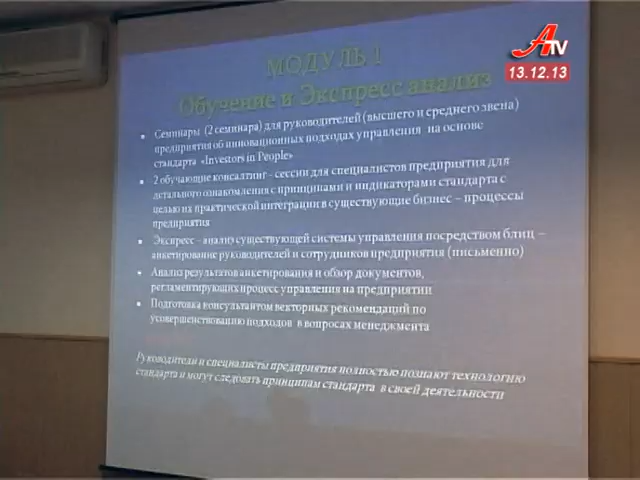 ATV
13.12.13
МОДУЛЬ 1
Обучение и Экспресс анализ
Семинары (2 семинара) для руководителей (высшего и среднего звена)
предприятия об инновационных подходах управления на основе
стандарта «Investors in People»
2 обучающие консалтинг - сессии для специалистов предприятия для
детального ознакомления с принципами и индикаторами стандарта с
целью их практической интеграции в существующие бизнес – процессы
предприятия
Экспресс – анализ существующей системы управления посредством блиц –
анкетирование руководителей и сотрудников предприятия (письменно)
Анализ результатов анкетирования и обзор документов,
регламентирующих процесс управления на предприятии
Подготовка консультантом векторных рекомендаций по
усовершенствованию подходов в вопросах менеджмента
Руководители и специалисты предприятия полностью познают технологию
стандарта и могут следовать принципам стандарта в своей деятельности